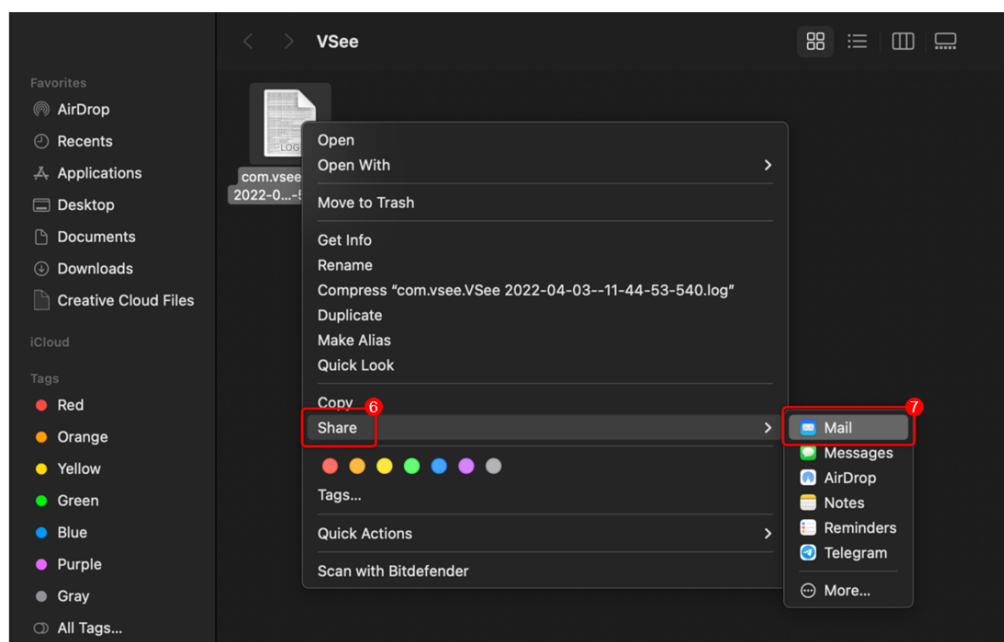 VSee
Favorites
AirDrop
Recents
Applications
Desktop
Documents
Downloads
Creative Cloud Files
iCloud
Tags
Red
Orange
Yellow
Green
Blue
Purple
Gray
All Tags...
LOG
com.vsee
2022-0...-5
Open
Open With
Move to Trash
Get Info
Rename
Compress “com.vsee.VSee 2022-04-03--11-44-53-540.log”
Duplicate
Make Alias
Quick Look
Copy
6
Share
Tags...
Quick Actions
Scan with Bitdefender
7
Mail
Messages
AirDrop
Notes
Reminders
Telegram
More...